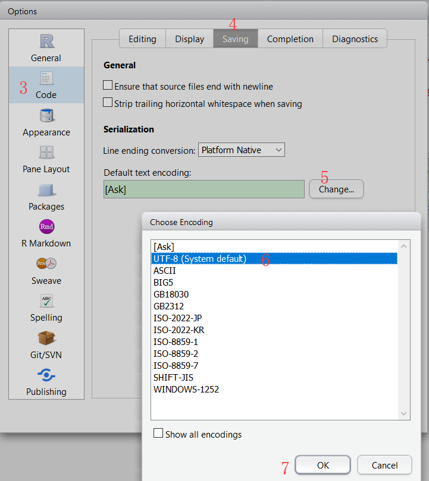 Options
4
Editing
Display
Saving
Completion
Diagnostics
R
General
3
Code
Appearance
Pane Layout
Packages
Rmd
R Markdown
Sweave
ABC
Spelling
Git/SVN
Publishing
General
Ensure that source files end with newline
Strip trailing horizontal whitespace when saving
Serialization
Line ending conversion: Platform Native
Default text encoding:
5
[Ask]
Change...
Choose Encoding
[Ask]
UTF-8 (System default) 6
ASCII
BIG5
GB18030
GB2312
ISO-2022-JP
ISO-2022-KR
ISO-8859-1
ISO-8859-2
ISO-8859-7
SHIFT-JIS
WINDOWS-1252
Show all encodings
7
OK
Cancel